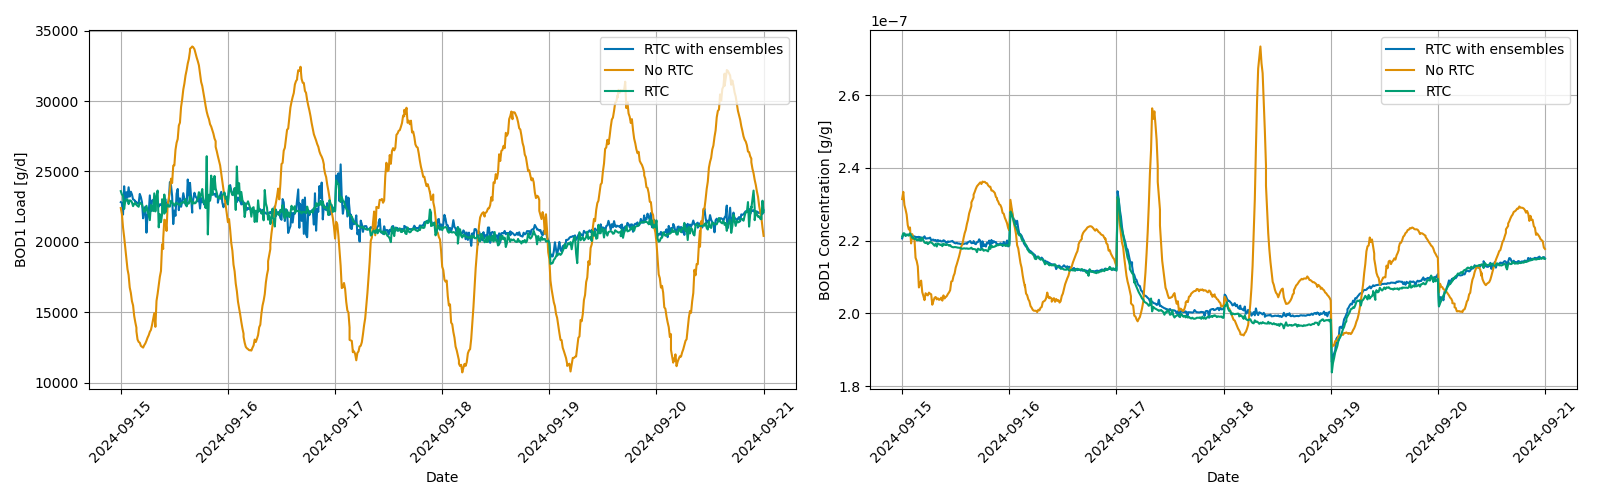 35000
30000
25000
20000
15000
10000
BOD1 Load [g/d]
RTC with ensembles
No RTC
RTC
2024-09-15
2024-09-16
2024-09-17
2024-09-18
2024-09-19
2024-09-20
2024-09-21
Date
1e−7
2.6
2.4
2.2
2.0
1.8
BOD1 Concentration [g/g]
RTC with ensembles
No RTC
RTC
2024-09-15
2024-09-16
2024-09-17
2024-09-18
2024-09-19
2024-09-20
2024-09-21
Date